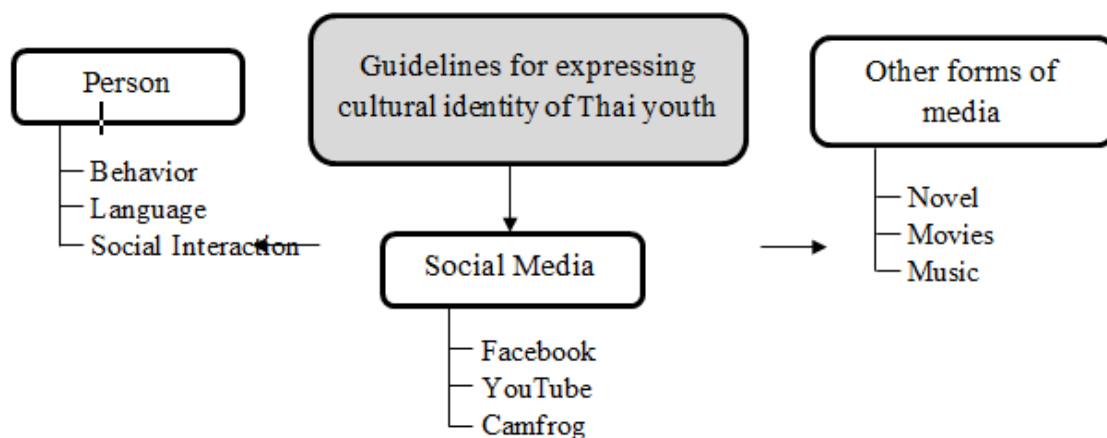 Person
Behavior
Language
Social Interaction
Guidelines for expressing
cultural identity of Thai youth
Social Media
Facebook
YouTube
Camfrog
Other forms of
media
Novel
Movies
Music